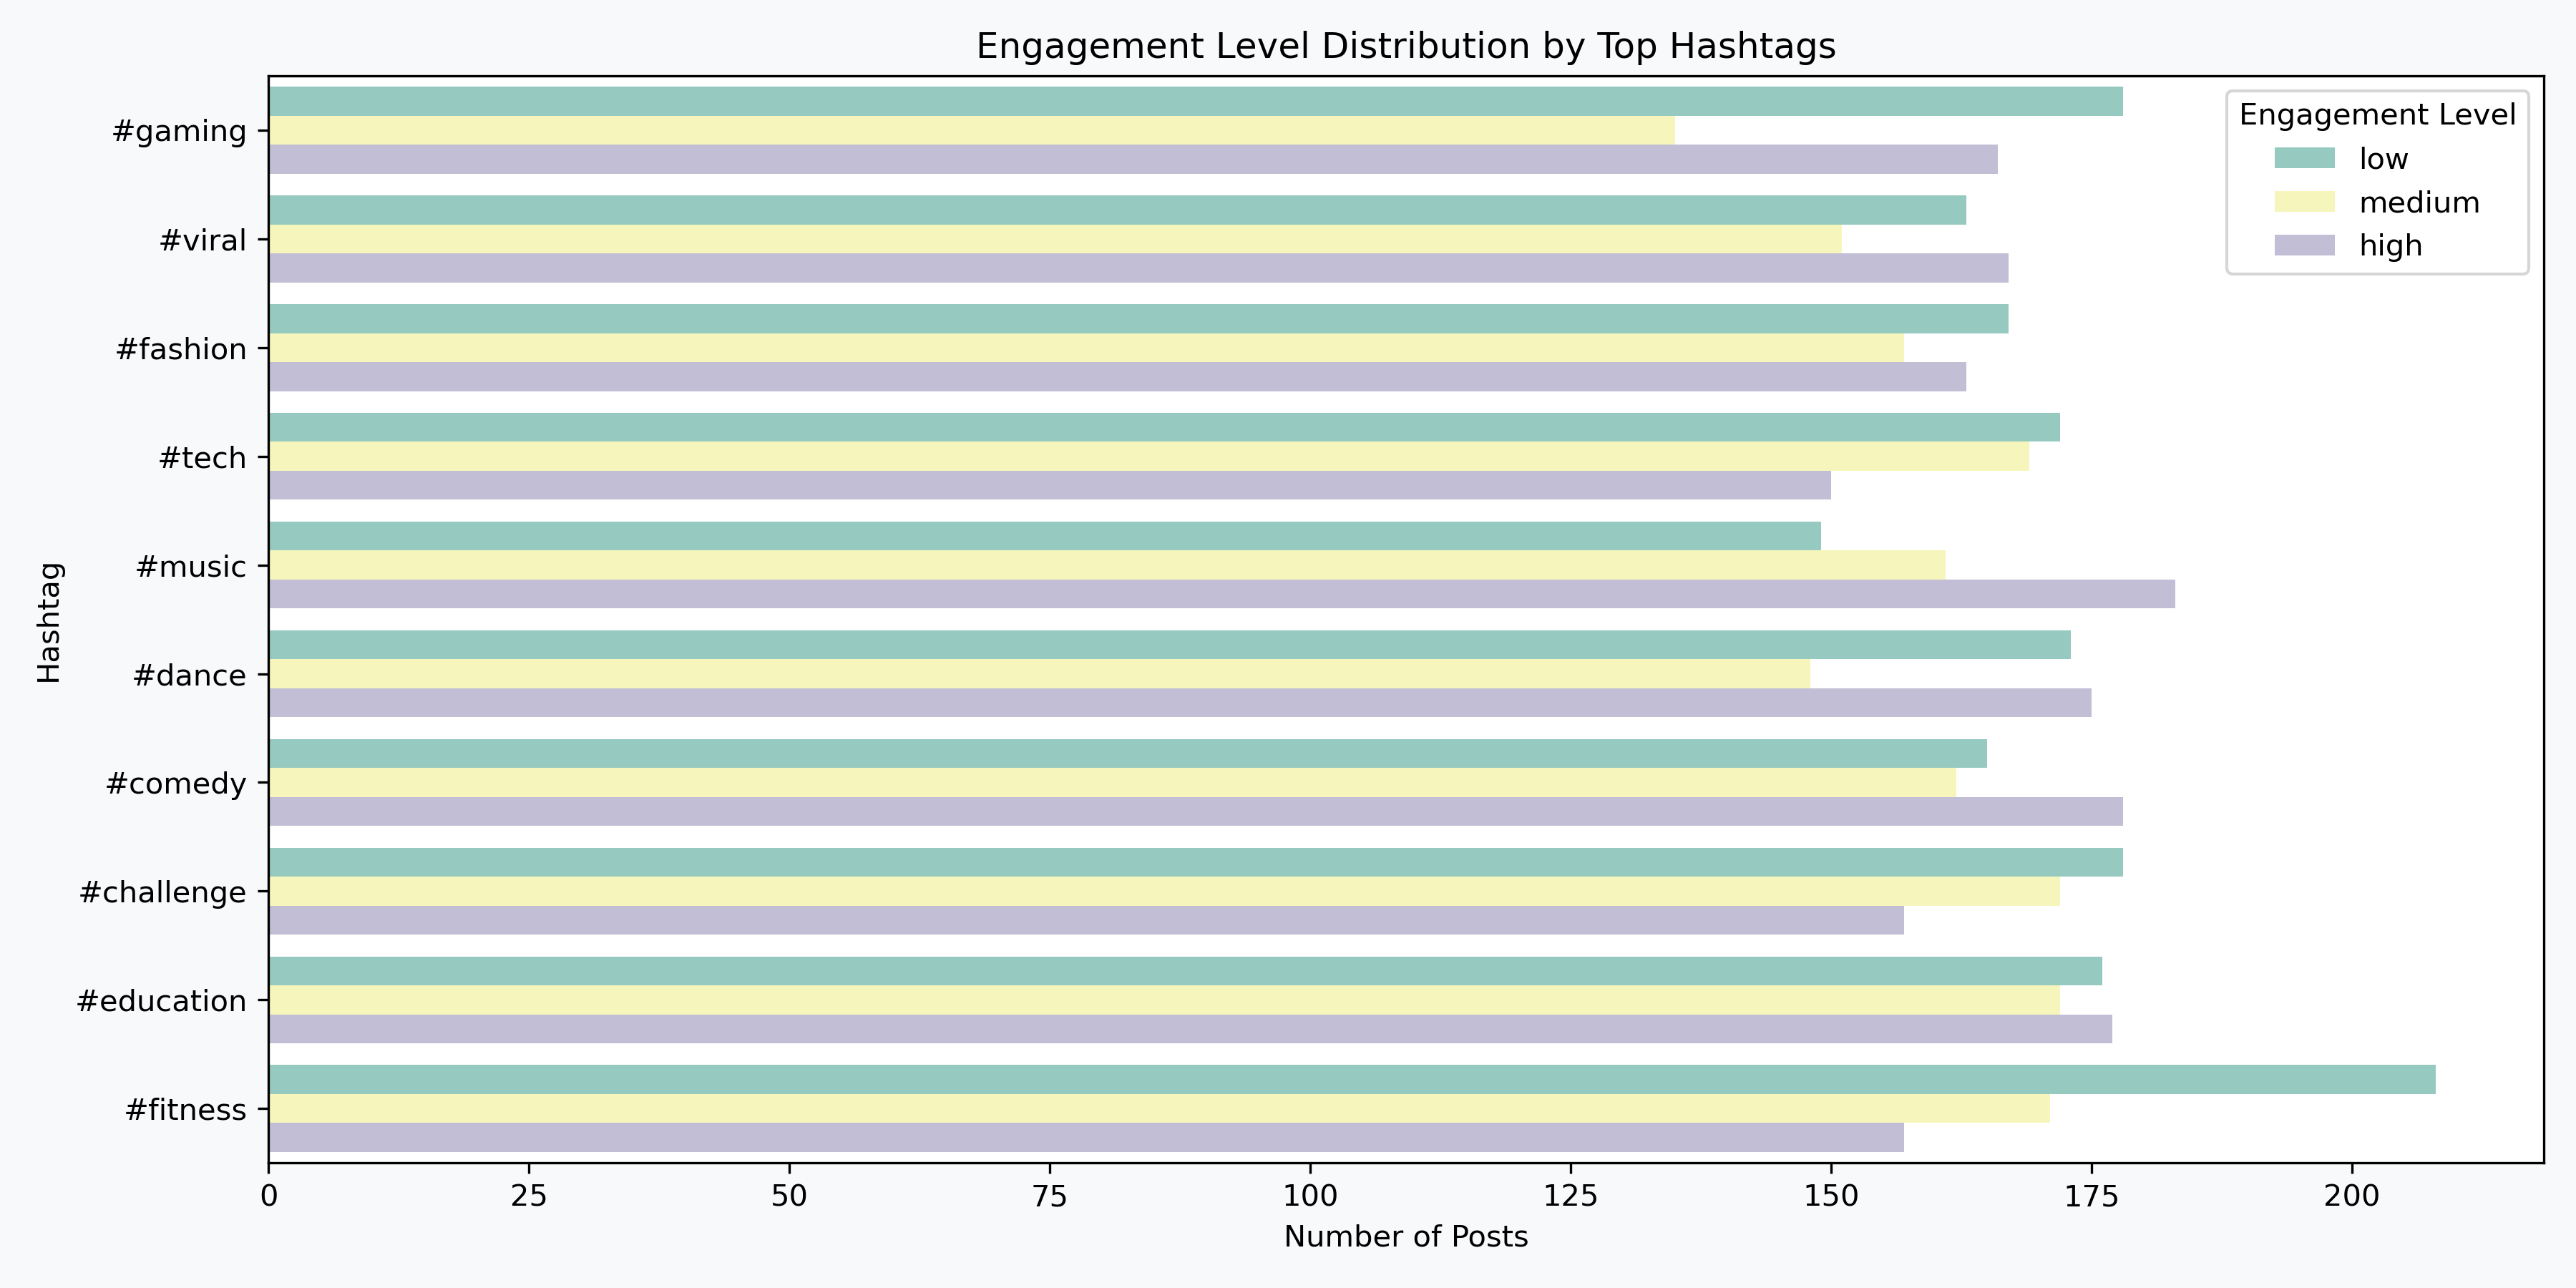 Engagement Level Distribution by Top Hashtags
Engagement Level
low
medium
high
Hashtag
#gaming
#viral
#fashion
#tech
#music
#dance
#comedy
#challenge
#education
#fitness
0 25 50 75 100 125 150 175 200
Number of Posts